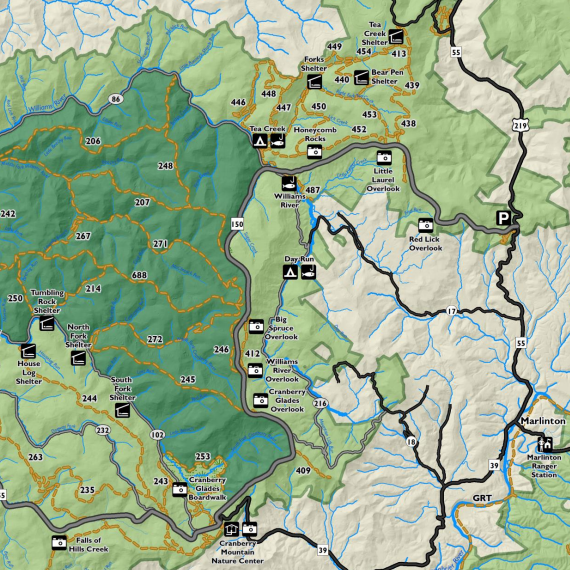 Tea
Creek
Shelter
449
454
413
55
Forks
Shelter
440
Bear Pen
Shelter
439
86
446
448
447
450
453
452
438
219
206
Tea Creek
Honeycomb
Rocks
248
Little
Laurel
Overlook
487
Williams
River
207
242
P
150
Red Lick
Overlook
267
271
Day Run
688
250
214
Tumbling
Rock
Shelter
17
North
Fork
Shelter
272
Big
Spruce
Overlook
55
House
Log
Shelter
246
412
Williams
River
Overlook
South
Fork
Shelter
245
244
Cranberry
Glades
Overlook
216
Marlinton
232
102
18
Marlinton
Ranger
Station
263
253
409
39
243
Cranberry
Glades
Boardwalk
235
GRT
55
Falls of
Hills Creek
Cranberry
Mountain
Nature Center
39